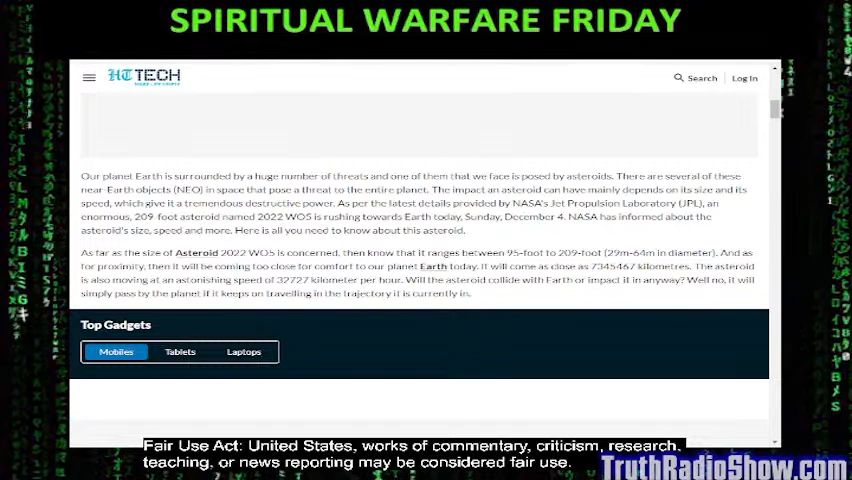 SPIRITUAL WARFARE FRIDAY
HT TECH
Search
Log In
Our planet Earth is surrounded by a huge number of threats and one of them that we face is posed by asteroids. There are several of these
near-Earth objects (NEO) in space that pose a threat to the entire planet. The impact an asteroid can have mainly depends on its size and its
speed, which give it a tremendous destructive power. As per the latest details provided by NASA's Jet Propulsion Laboratory (JPL), an
enormous, 209-foot asteroid named 2022 WO5 is rushing towards Earth today, Sunday, December 4. NASA has informed about the
asteroid's size, speed and more. Here is all you need to know about this asteroid.
As far as the size of Asteroid 2022 WO5 is concerned, then know that it ranges between 95-foot to 209-foot (29m-64m in diameter). And as
for proximity, then it will be coming too close for comfort to our planet Earth today. It will come as close as 7345467 kilometres. The asteroid
is also moving at an astonishing speed of 32727 kilometer per hour. Will the asteroid collide with Earth or impact it in anyway? Well no, it will
simply pass by the planet if it keeps on travelling in the trajectory it is currently in.
Top Gadgets
Mobiles
Tablets
Laptops
Fair Use Act: United States, works of commentary, criticism, research,
teaching, or news reporting may be considered fair use.
TruthRadioShow.com